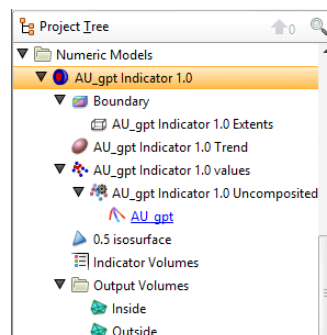 Project Tree 0
Numeric Models
AU_gpt Indicator 1.0
Boundary
AU_gpt Indicator 1.0 Extents
AU_gpt Indicator 1.0 Trend
AU_gpt Indicator 1.0 values
AU_gpt Indicator 1.0 Uncomposited
AU_gpt
0.5 isosurface
Indicator Volumes
Output Volumes
Inside
Outside